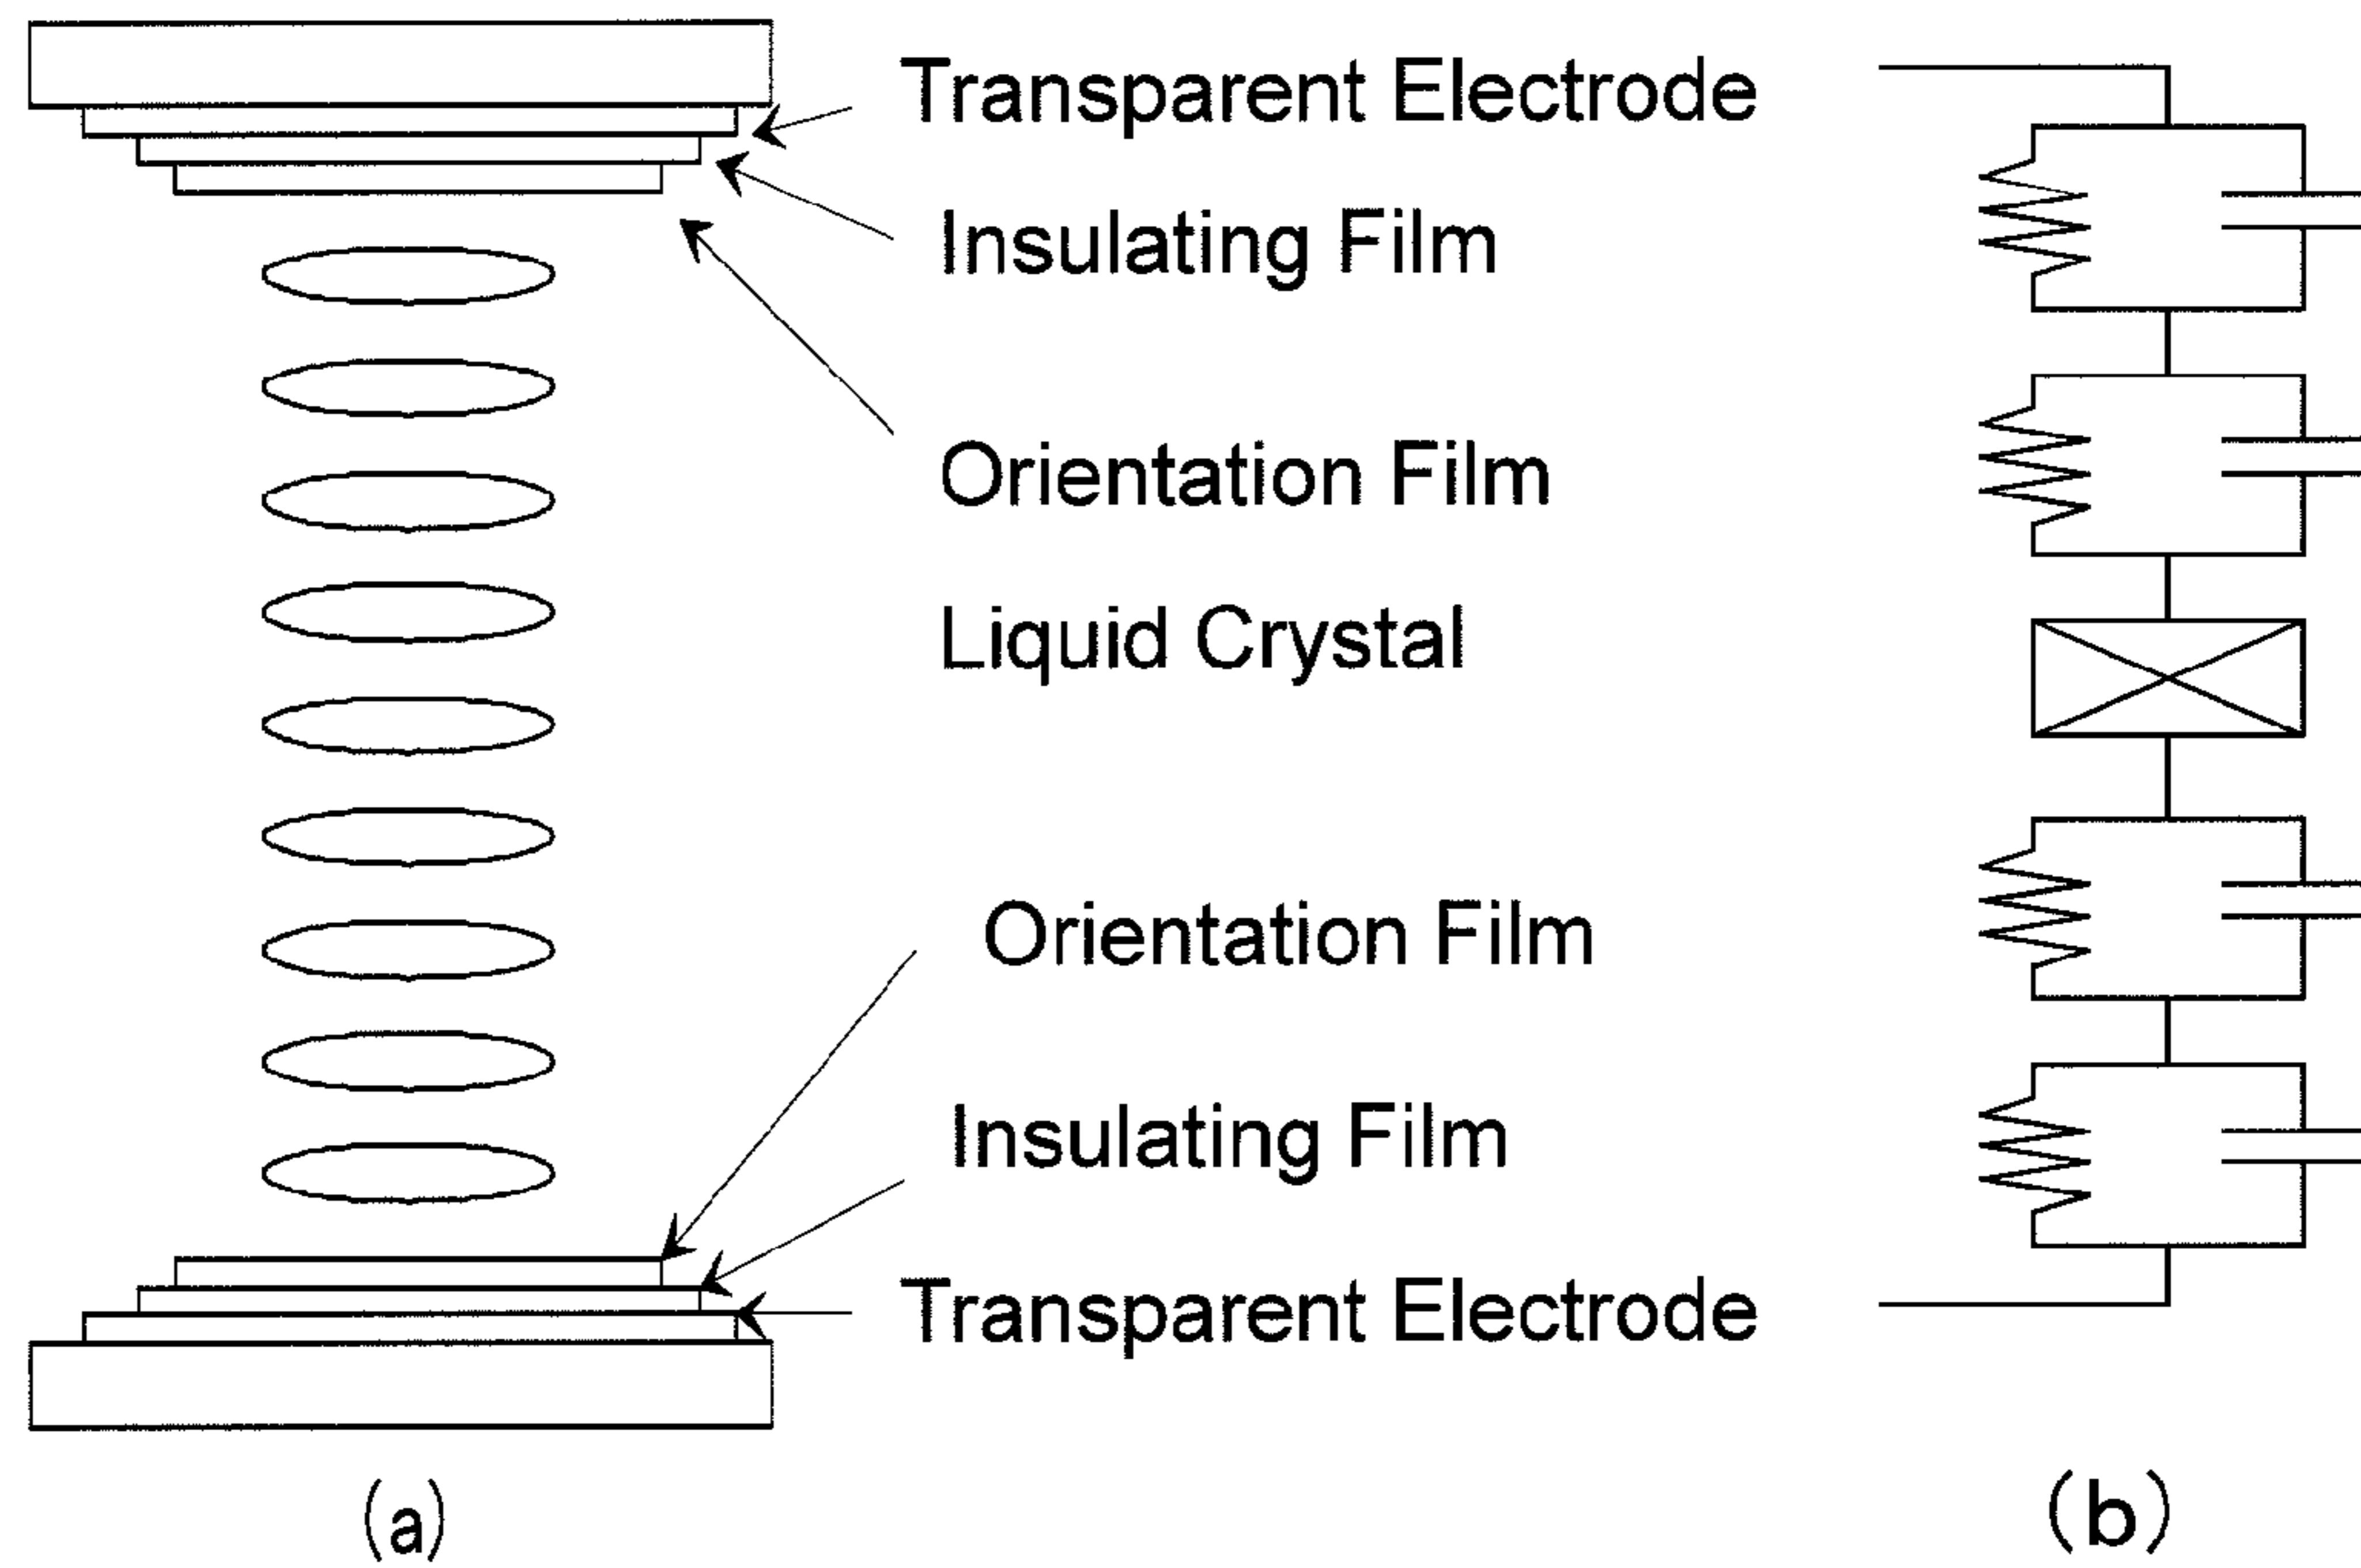 Transparent Electrode
Insulating Film
Orientation Film
Liquid Crystal
Orientation Film
Insulating Film
Transparent Electrode
(a)
(b)